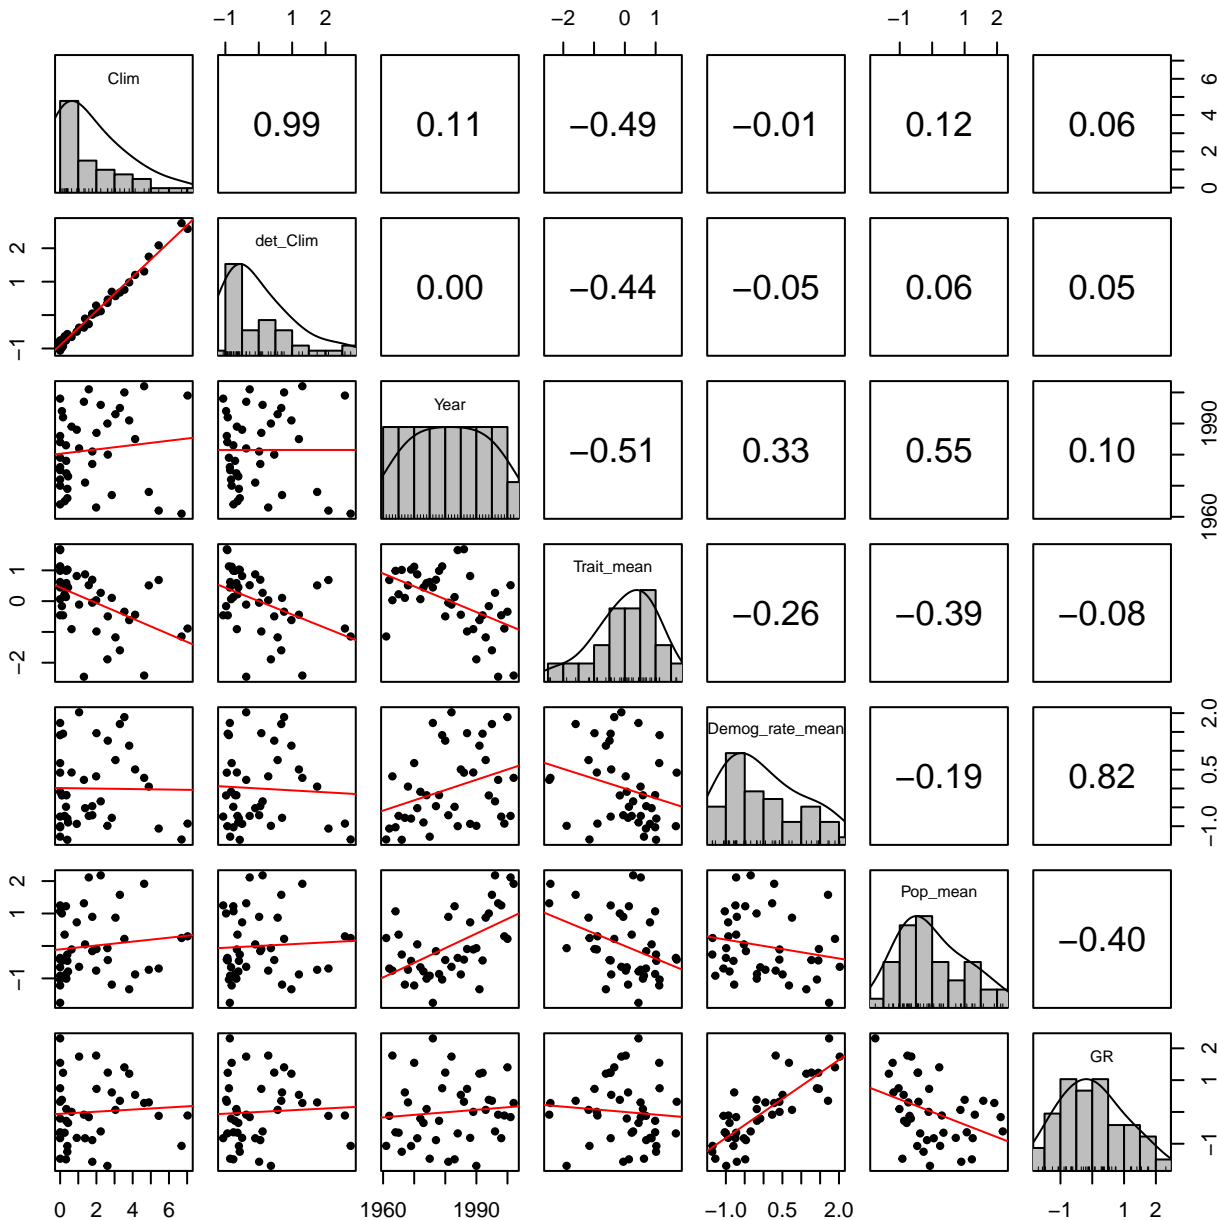 −1 1 2 −2 0 1 −1 1 2
Clim 0.99 0.11 −0.49 −0.01 0.12 0.06 0 2 4 6
−1 1 2 det_Clim 0.00 −0.44 −0.05 0.06 0.05
Year −0.51 0.33 0.55 0.10 1960 1990
−2 0 1 Trait_mean −0.26 −0.39 −0.08
Demog_rate_mean −0.19 0.82 −1.0 0.5 2.0
−1 1 2 Pop_mean −0.40
GR −1 1 2
0 2 4 6 1960 1990 −1.0 0.5 2.0 −1 1 2